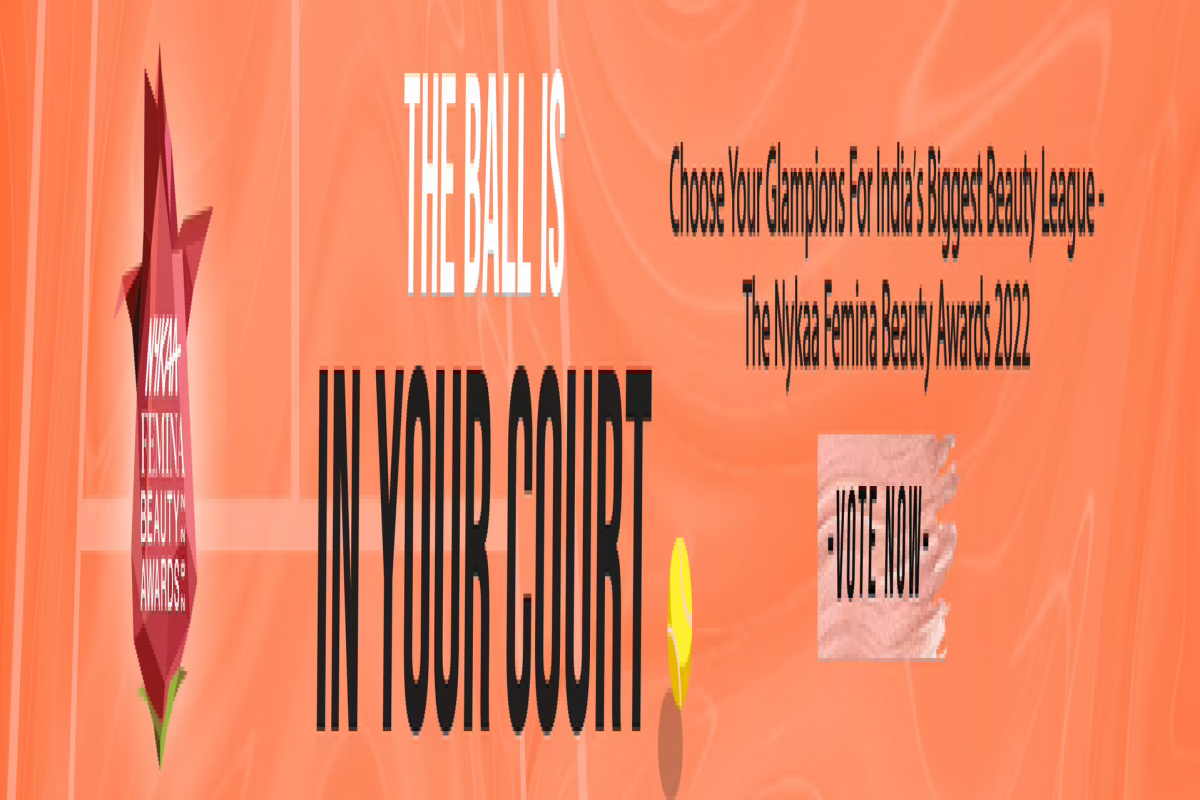 NYKAA
FEMINA
BEAUTY
AWARDS
THE BALL IS
IN YOUR COURT.
Choose Your Glampions For India's Biggest Beauty League -
The Nykaa Femina Beauty Awards 2022
-VOTE NOW-